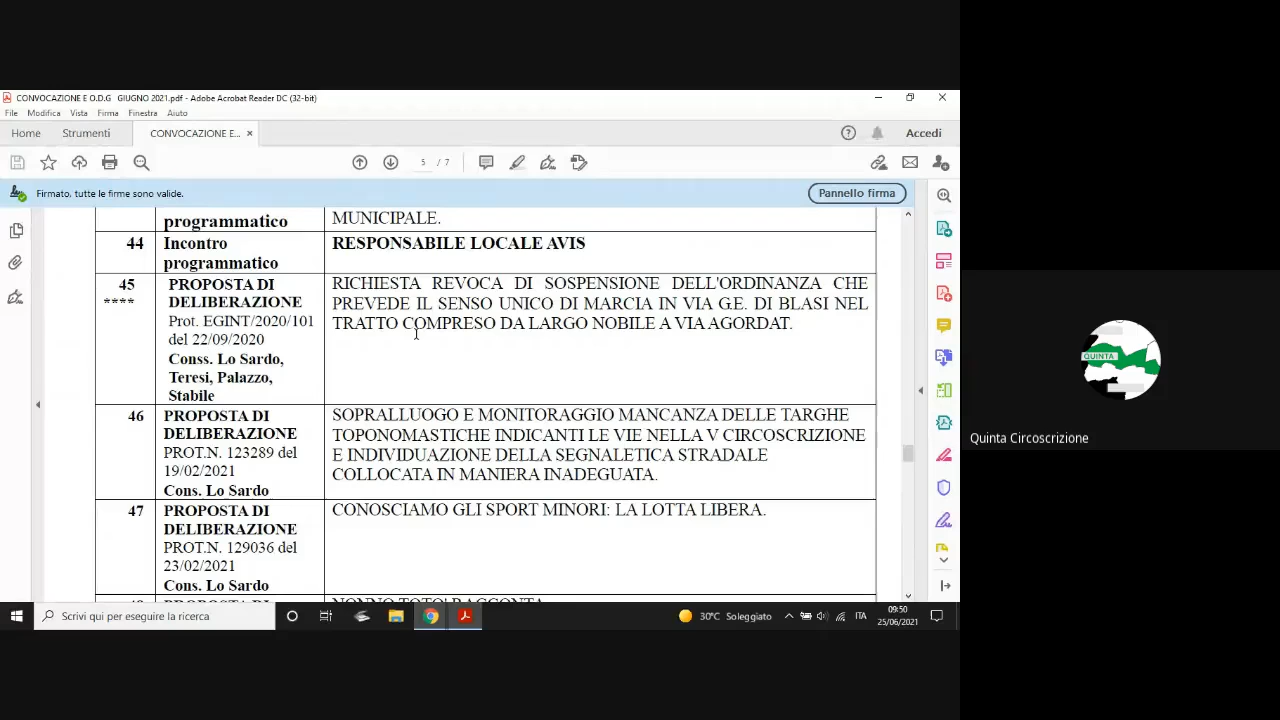 CONVOCAZIONE E O.D.G GIUGNO 2021.pdf - Adobe Acrobat Reader DC (32-bit)
File Modifica Vista Firma Finestra Aiuto
Home Strumenti CONVOCAZIONE E... × Accedi
5 / 7
Firmato, tutte le firme sono valide. Pannello firma
programmatico MUNICIPALE.
44 Incontro programmatico RESPONSABILE LOCALE AVIS
45
****
PROPOSTA DI
DELIBERAZIONE
Prot. EGINT/2020/101
del 22/09/2020
Conss. Lo Sardo,
Teresi, Palazzo,
Stabile
RICHIESTA REVOCA DI SOSPENSIONE DELL'ORDINANZA CHE
PREVEDE IL SENSO UNICO DI MARCIA IN VIA G.E. DI BLASI NEL
TRATTO COMPRESO DA LARGO NOBILE A VIA AGORDAT.
46
PROPOSTA DI
DELIBERAZIONE
PROT.N. 123289 del
19/02/2021
Cons. Lo Sardo
SOPRALLUOGO E MONITORAGGIO MANCANZA DELLE TARGHE
TOPONOMASTICHE INDICANTI LE VIE NELLA V CIRCOSCRIZIONE
E INDIVIDUAZIONE DELLA SEGNALETICA STRADALE
COLLOCATA IN MANIERA INADEGUATA.
47
PROPOSTA DI
DELIBERAZIONE
PROT.N. 129036 del
23/02/2021
Cons. Lo Sardo
CONOSCIAMO GLI SPORT MINORI: LA LOTTA LIBERA.
Scrivi qui per eseguire la ricerca
30°C Soleggiato
ITA
09:50
25/06/2021
QUINTA
Quinta Circoscrizione